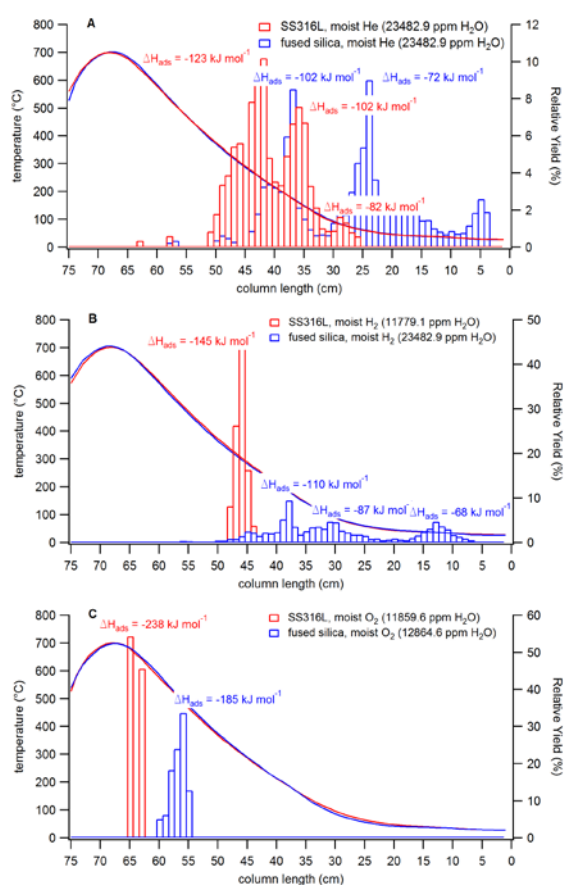 A
SS316L, moist He (23482.9 ppm H2O)
fused silica, moist He (23482.9 ppm H2O)
ΔHads = -123 kJ mol-1
ΔHads = -102 kJ mol-1
ΔHads = -72 kJ mol-1
ΔHads = -102 kJ mol-1
ΔHads = -82 kJ mol-1
temperature (°C)
800
700
600
500
400
300
200
100
0
Relative Yield (%)
12
10
8
6
4
2
0
75 70 65 60 55 50 45 40 35 30 25 20 15 10 5 0
column length (cm)
B
SS316L, moist H2 (11779.1 ppm H2O)
fused silica, moist H2 (23482.9 ppm H2O)
ΔHads = -145 kJ mol-1
ΔHads = -110 kJ mol-1
ΔHads = -87 kJ mol
ΔHads = -68 kJ mol-1
temperature (°C)
800
700
600
500
400
300
200
100
0
Relative Yield (%)
50
40
30
20
10
0
75 70 65 60 55 50 45 40 35 30 25 20 15 10 5 0
column length (cm)
C
SS316L, moist O2 (11859.6 ppm H2O)
fused silica, moist O2 (12864.6 ppm H2O)
ΔHads = -238 kJ mol-1
ΔHads = -185 kJ mol-1
temperature (°C)
800
700
600
500
400
300
200
100
0
Relative Yield (%)
60
50
40
30
20
10
0
75 70 65 60 55 50 45 40 35 30 25 20 15 10 5 0
column length (cm)